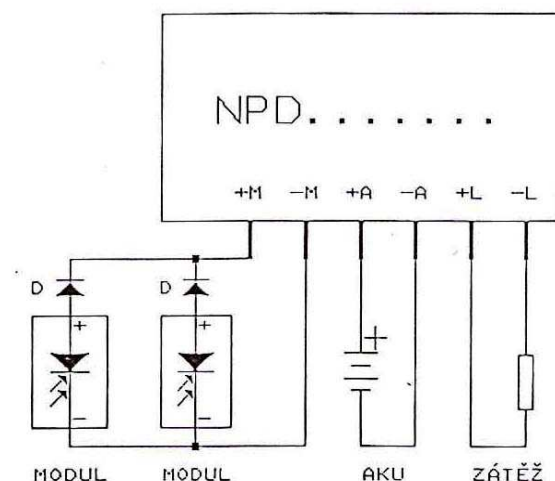 NPD.......
+M -M +A -A +L -L
D D
+ + +
- -
MODUL MODUL AKU ZÁTĚŽ